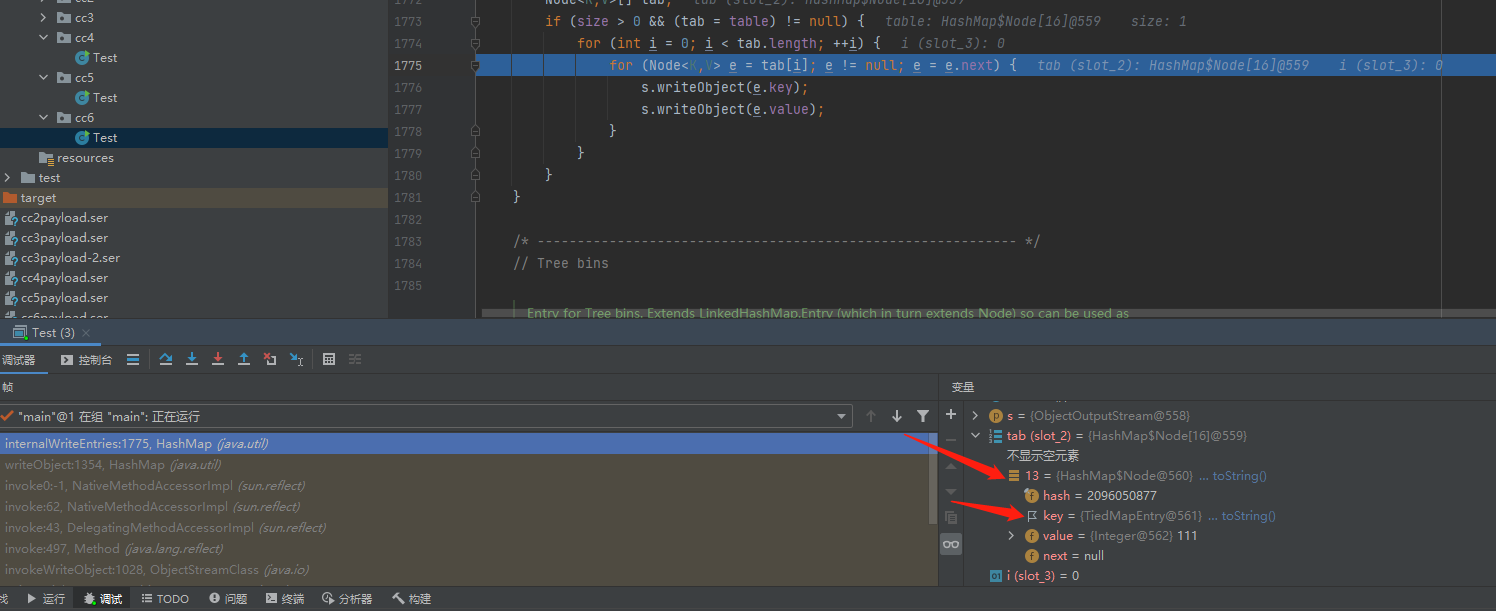 cc3
cc4
Test
cc5
Test
cc6
Test
resources
test
target
cc2payload.ser
cc3payload.ser
cc3payload-2.ser
cc4payload.ser
cc5payload.ser
cc6payload.ser
1773 if (size > 0 && (tab = table) != null) { table: HashMap$Node[16]@559 size: 1
1774 for (int i = 0; i < tab.length; ++i) { i (slot_3): 0
1775 for (Node<K,V> e = tab[i]; e != null; e = e.next) { tab (slot_2): HashMap$Node[16]@559 i (slot_3): 0
1776 s.writeObject(e.key);
1777 s.writeObject(e.value);
1778 }
1779 }
1780 }
1781 }
1782
1783 /* ------------------------------------------------------------ */
1784 // Tree bins
1785
Entry for Tree bins. Extends LinkedHashMap.Entry (which in turn extends Node) so can be used as
Test (3)
调试器
控制台
帧
"main"@1 在组 "main": 正在运行
internalWriteEntries:1775, HashMap (java.util)
writeObject:1354, HashMap (java.util)
invoke0:-1, NativeMethodAccessorImpl (sun.reflect)
invoke:62, NativeMethodAccessorImpl (sun.reflect)
invoke:43, DelegatingMethodAccessorImpl (sun.reflect)
invoke:497, Method (java.lang.reflect)
invokeWriteObject:1028, ObjectStreamClass (java.io)
变量
s = {ObjectOutputStream@558}
tab (slot_2) = {HashMap$Node[16]@559}
不显示空元素
13 = {HashMap$Node@560} ... toString()
hash = 2096050877
key = {TiedMapEntry@561} ... toString()
value = {Integer@562} 111
next = null
i (slot_3) = 0
运行
调试
TODO
问题
终端
分析器
构建